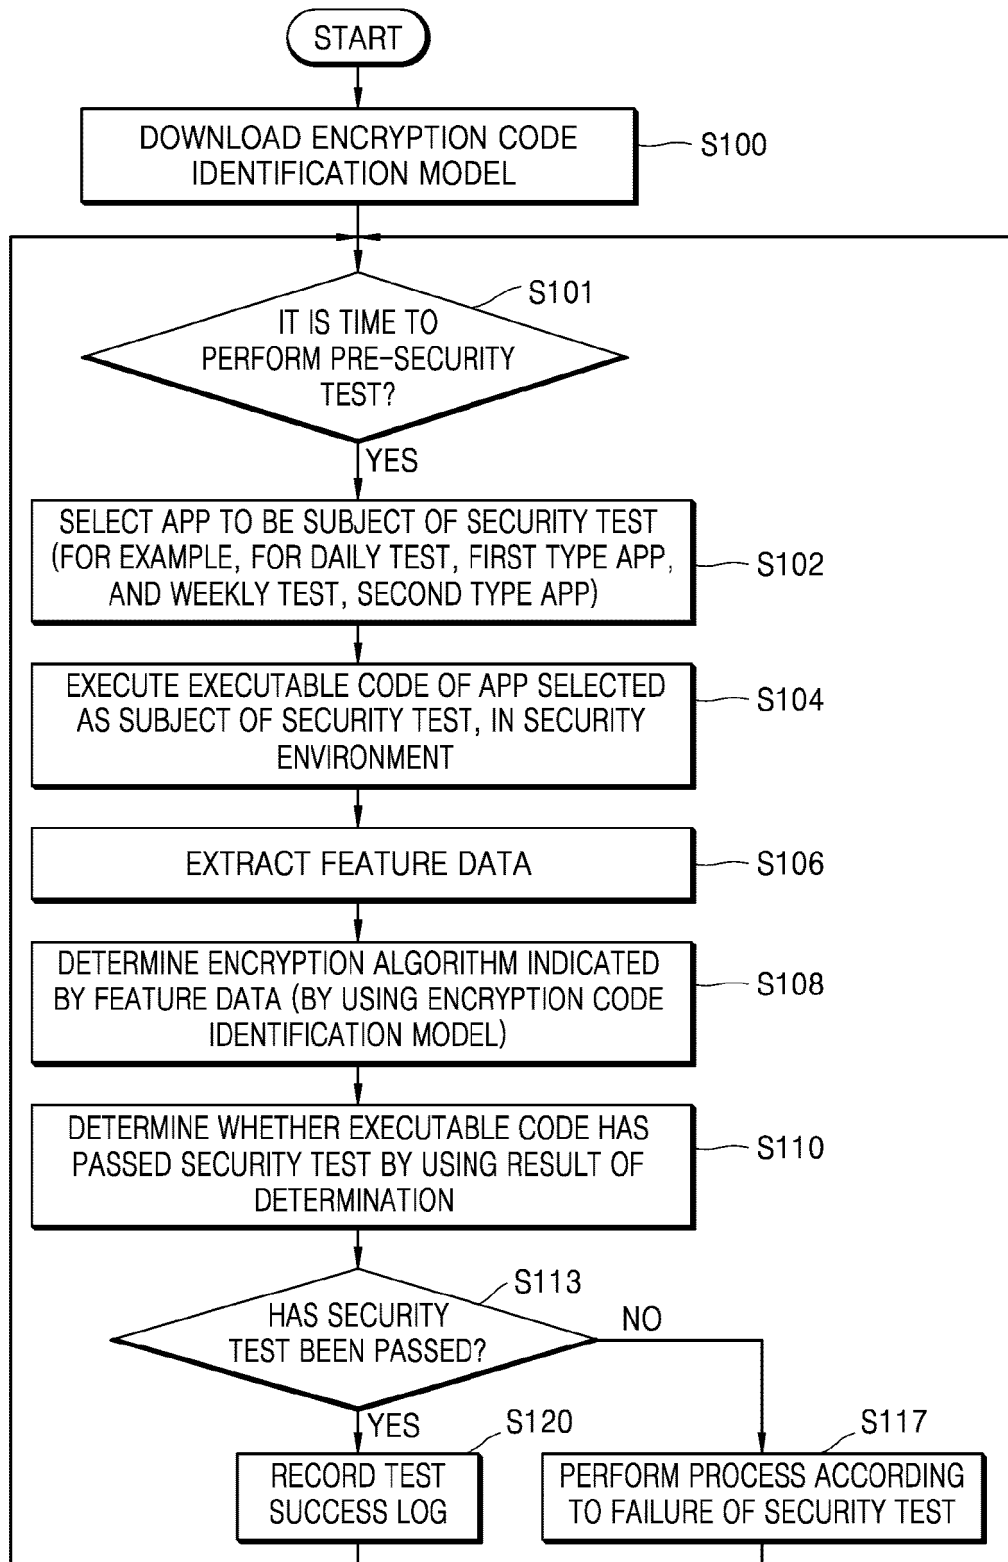 START
DOWNLOAD ENCRYPTION CODE
IDENTIFICATION MODEL
S100
S101
IT IS TIME TO
PERFORM PRE-SECURITY
TEST?
YES
SELECT APP TO BE SUBJECT OF SECURITY TEST
(FOR EXAMPLE, FOR DAILY TEST, FIRST TYPE APP,
AND WEEKLY TEST, SECOND TYPE APP)
S102
EXECUTE EXECUTABLE CODE OF APP SELECTED
AS SUBJECT OF SECURITY TEST, IN SECURITY
ENVIRONMENT
S104
EXTRACT FEATURE DATA
S106
DETERMINE ENCRYPTION ALGORITHM INDICATED
BY FEATURE DATA (BY USING ENCRYPTION CODE
IDENTIFICATION MODEL)
S108
DETERMINE WHETHER EXECUTABLE CODE HAS
PASSED SECURITY TEST BY USING RESULT OF
DETERMINATION
S110
S113
HAS SECURITY
TEST BEEN PASSED?
NO
YES
S120
RECORD TEST
SUCCESS LOG
S117
PERFORM PROCESS ACCORDING
TO FAILURE OF SECURITY TEST